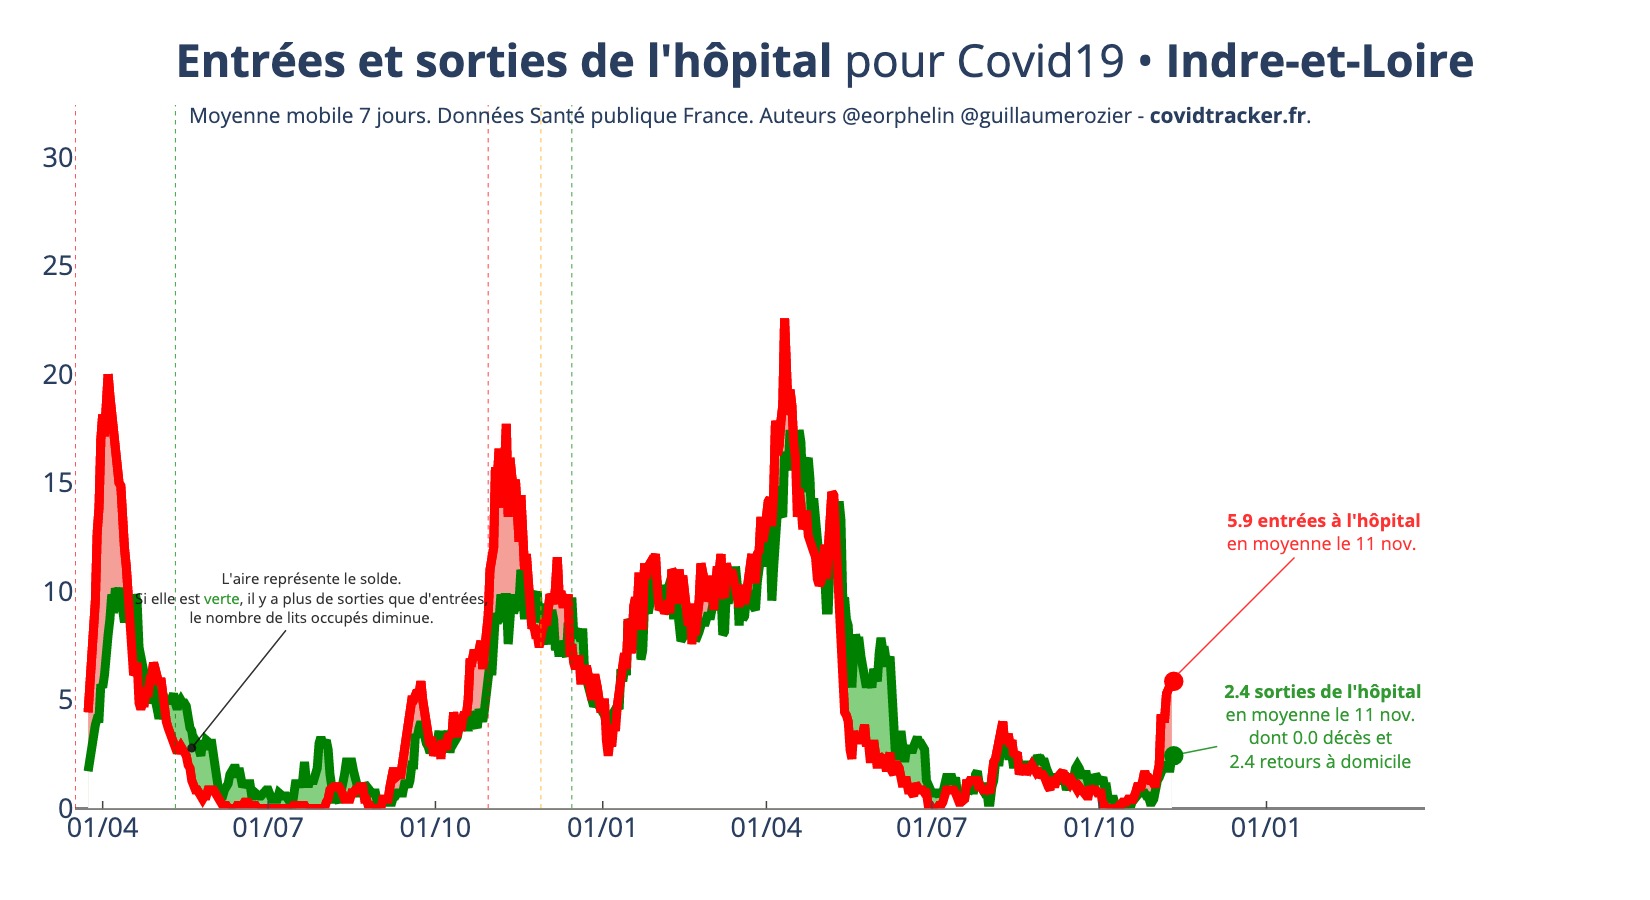 Entrées et sorties de l'hôpital pour Covid19 • Indre-et-Loire
Moyenne mobile 7 jours. Données Santé publique France. Auteurs @eorphelin @guillaumerozier - covidtracker.fr.
30
25
20
15
10
5
0
L'aire représente le solde.
Si elle est verte, il y a plus de sorties que d'entrées,
le nombre de lits occupés diminue.
5.9 entrées à l'hôpital
en moyenne le 11 nov.
2.4 sorties de l'hôpital
en moyenne le 11 nov.
dont 0.0 décès et
2.4 retours à domicile
01/04 01/07 01/10 01/01 01/04 01/07 01/10 01/01